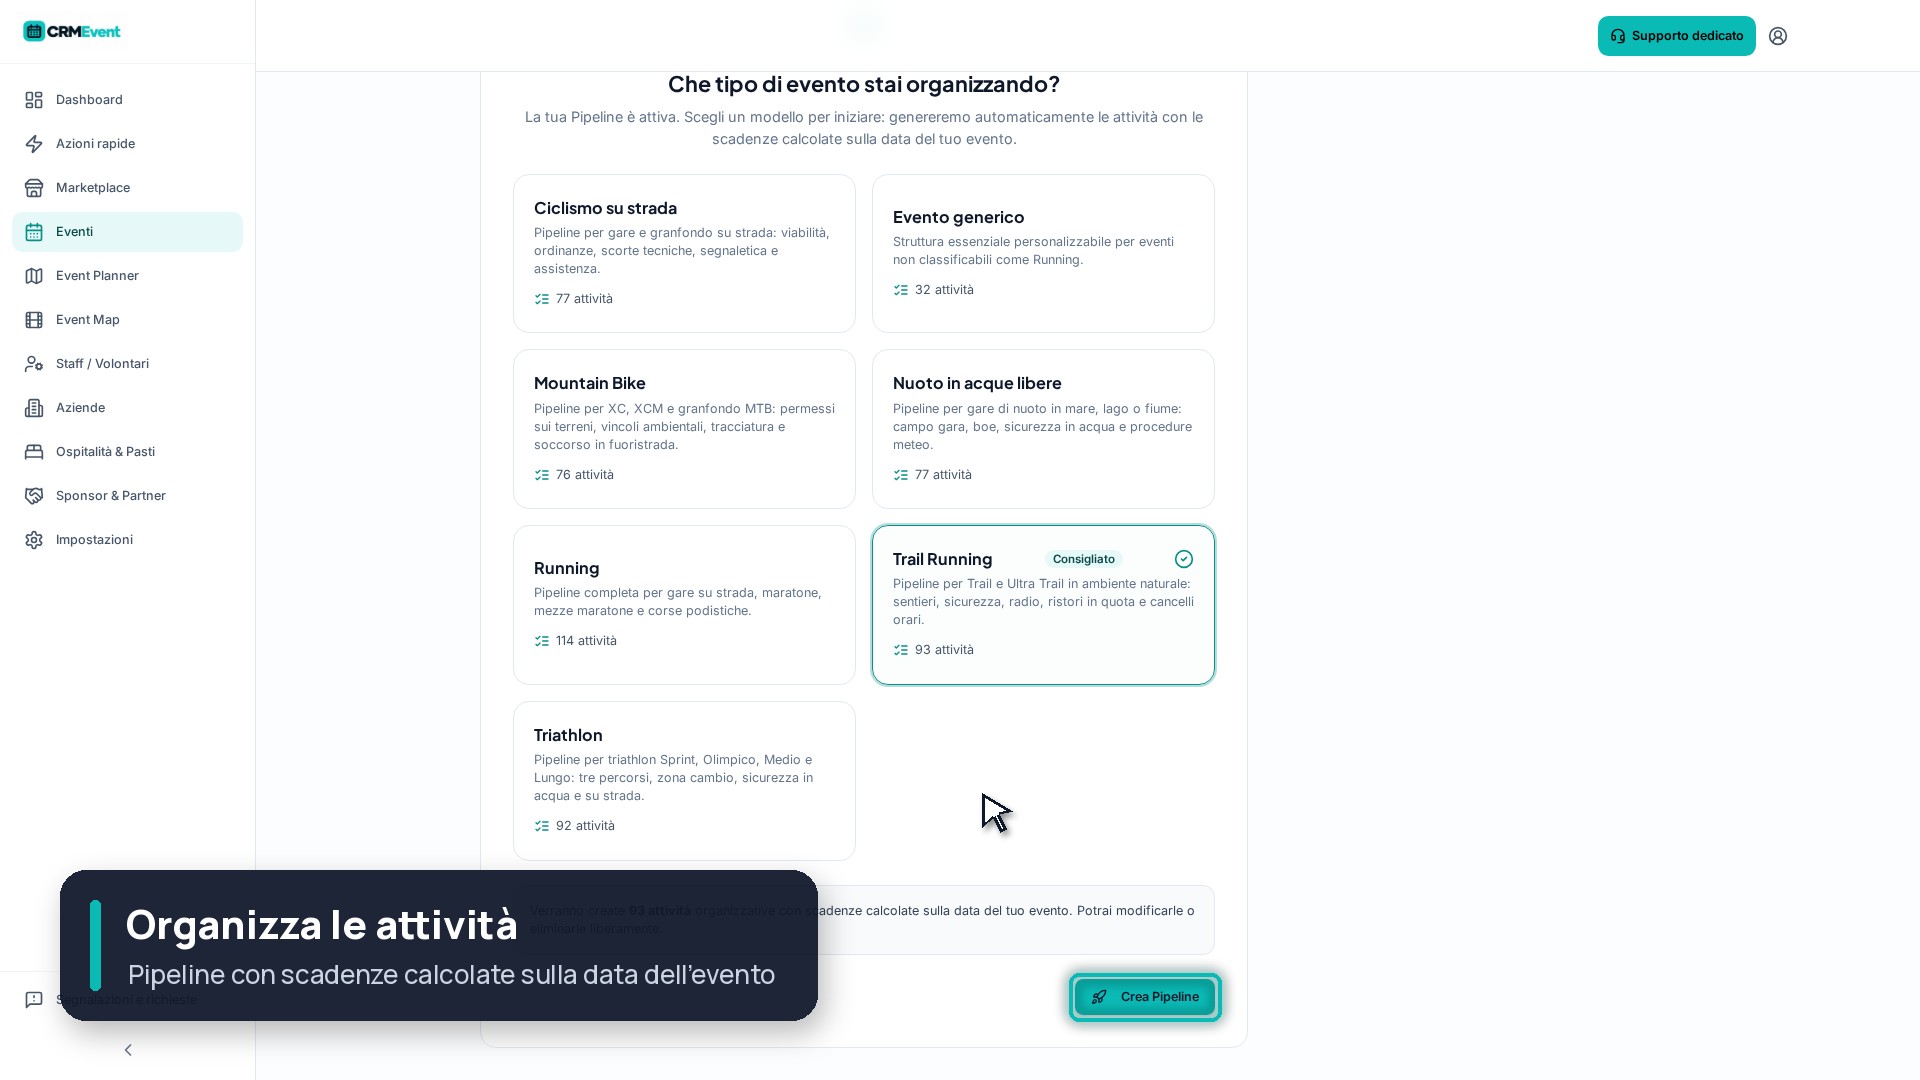 CRMEvent
Supporto dedicato
Dashboard
Azioni rapide
Marketplace
Eventi
Event Planner
Event Map
Staff / Volontari
Aziende
Ospitalità & Pasti
Sponsor & Partner
Impostazioni
Che tipo di evento stai organizzando?
La tua Pipeline è attiva. Scegli un modello per iniziare: genereremo automaticamente le attività con le
scadenze calcolate sulla data del tuo evento.
Ciclismo su strada
Pipeline per gare e granfondo su strada: viabilità,
ordinanze, scorte tecniche, segnaletica e
assistenza.
77 attività
Evento generico
Struttura essenziale personalizzabile per eventi
non classificabili come Running.
32 attività
Mountain Bike
Pipeline per XC, XCM e granfondo MTB: permessi
sui terreni, vincoli ambientali, tracciatura e
soccorso in fuoristrada.
76 attività
Nuoto in acque libere
Pipeline per gare di nuoto in mare, lago o fiume:
campo gara, boe, sicurezza in acqua e procedure
meteo.
77 attività
Running
Pipeline completa per gare su strada, maratone,
mezze maratone e corse podistiche.
114 attività
Trail Running
Consigliato
Pipeline per Trail e Ultra Trail in ambiente naturale:
sentieri, sicurezza, radio, ristori in quota e cancelli
orari.
93 attività
Triathlon
Pipeline per triathlon Sprint, Olimpico, Medio e
Lungo: tre percorsi, zona cambio, sicurezza in
acqua e su strada.
92 attività
Verranno create 93 attività organizzative con scadenze calcolate sulla data del tuo evento. Potrai modificarle o
eliminarle liberamente.
Organizza le attività
Pipeline con scadenze calcolate sulla data dell'evento
Segnalazioni e richieste
Crea Pipeline